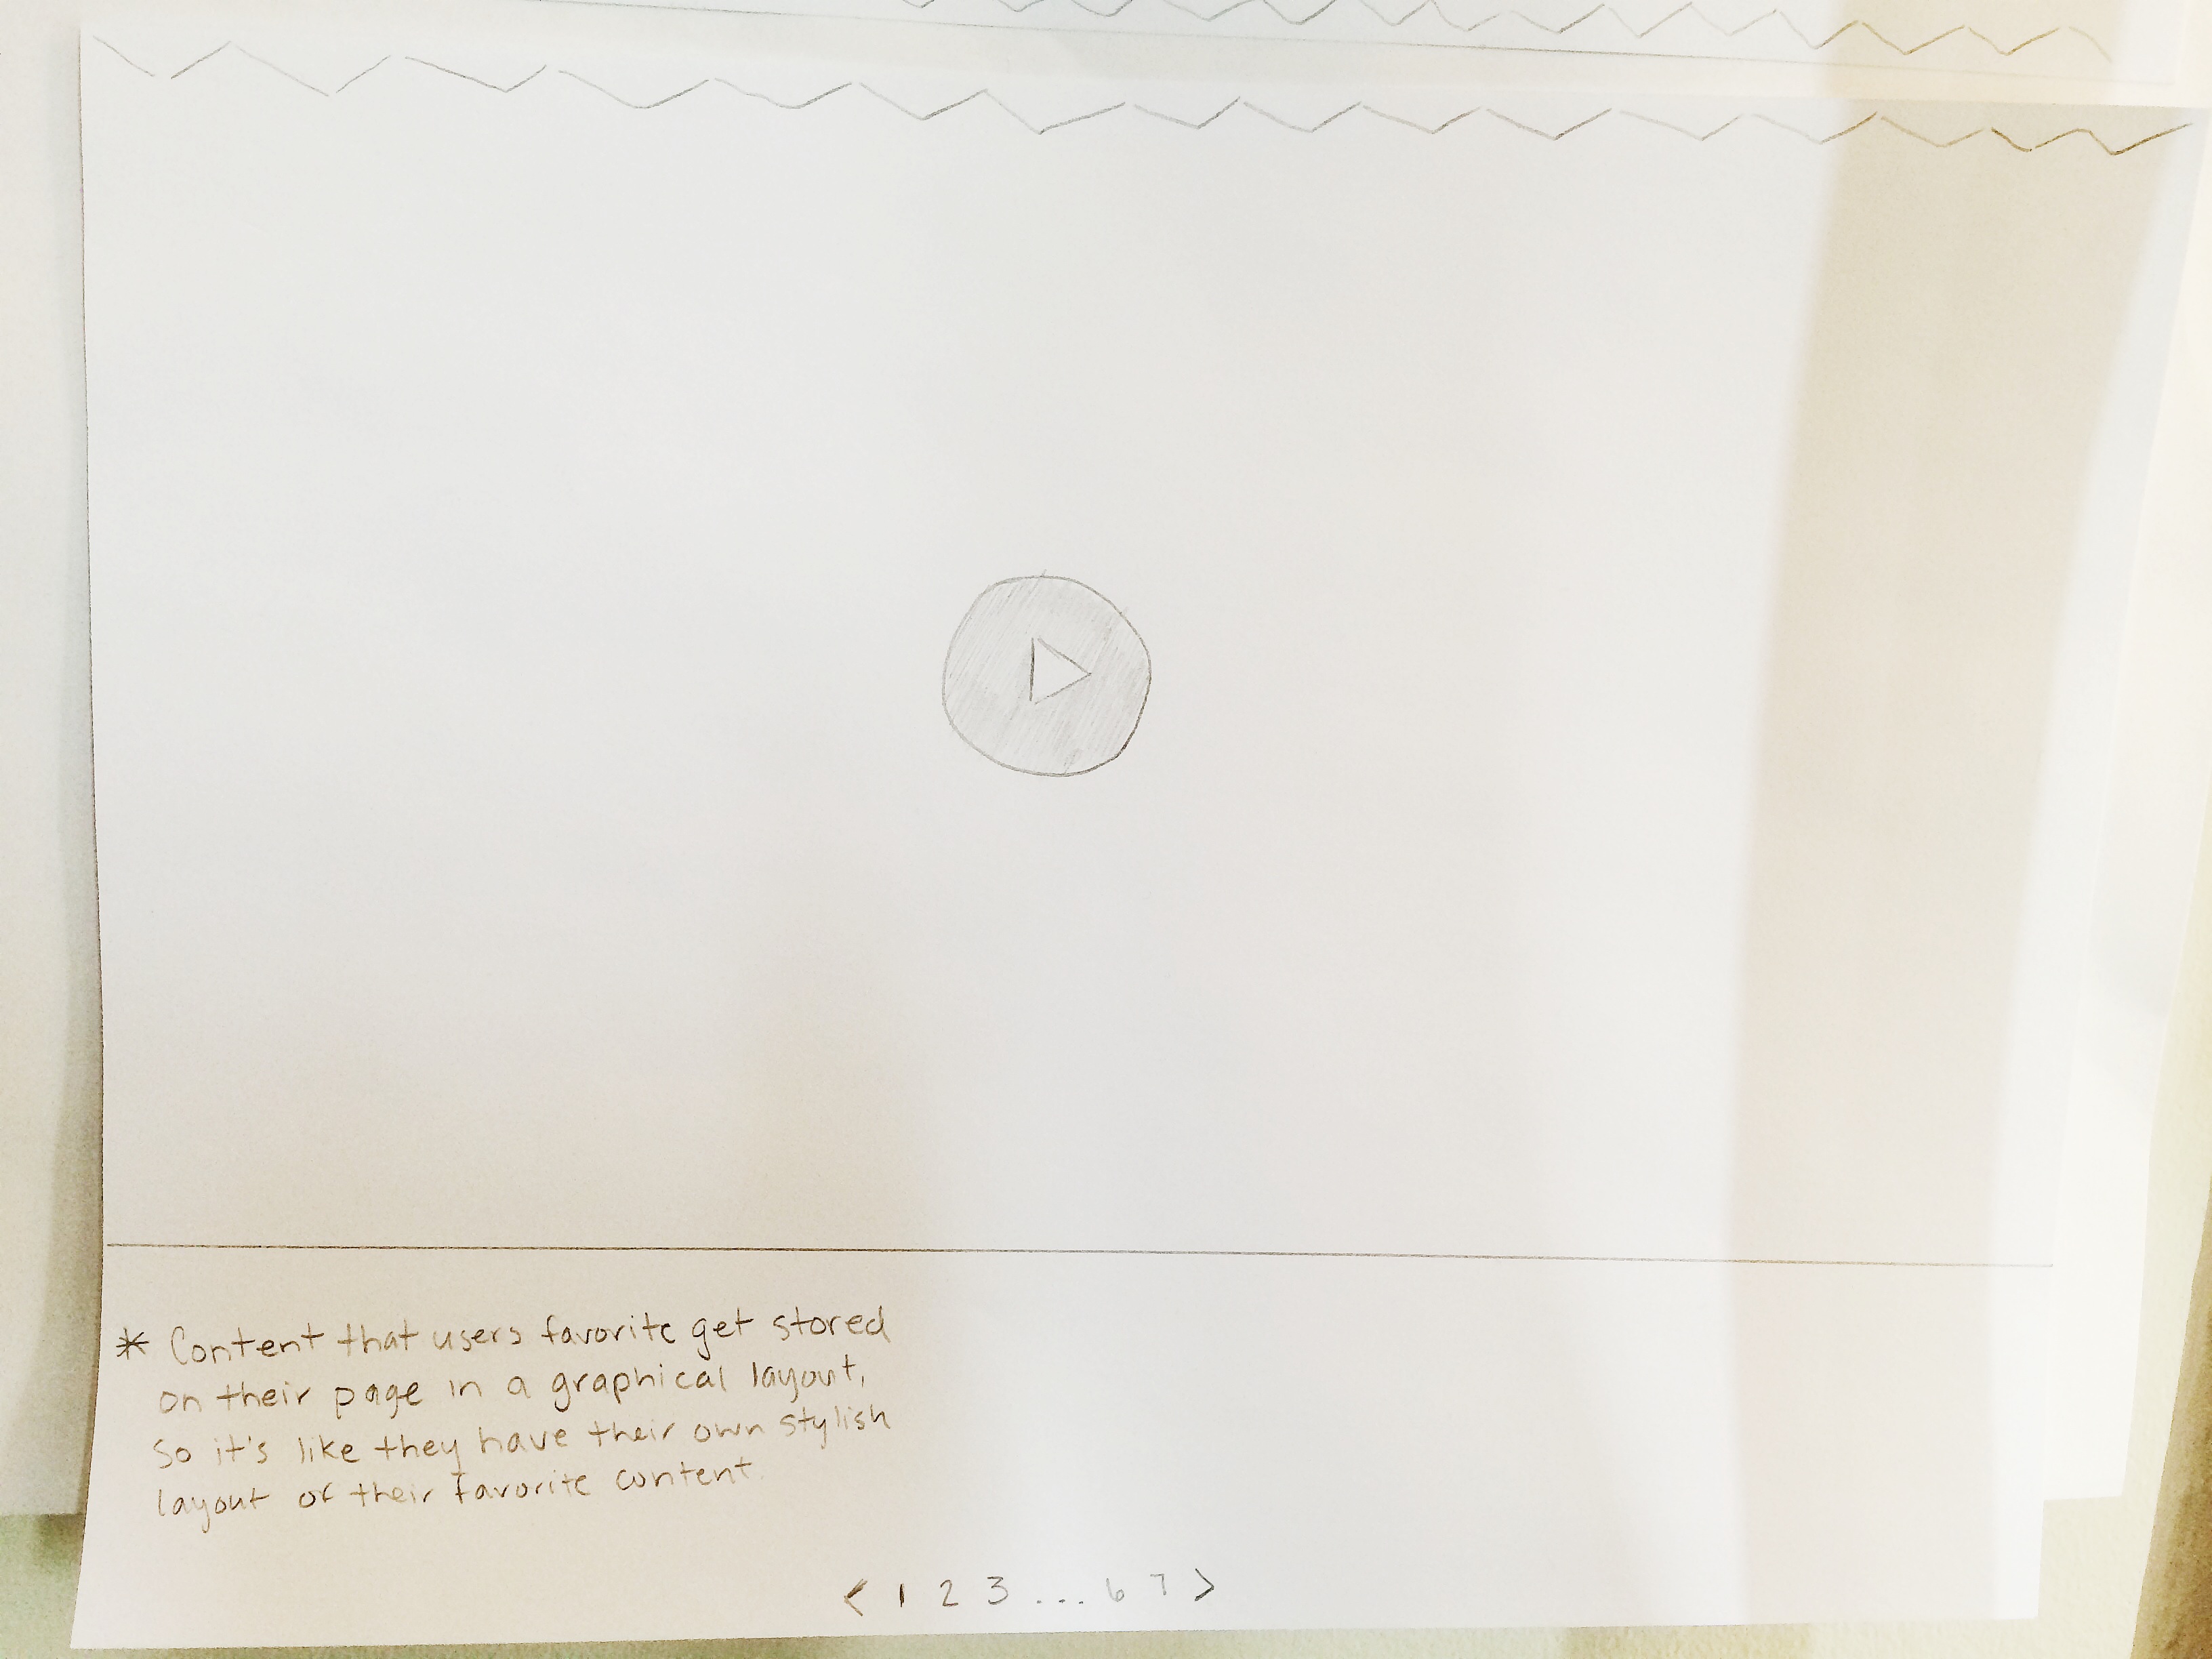 * Content that users favorite get stored
on their page in a graphical layout,
so it's like they have their own stylish
layout of their favorite content.
< 1 2 3 ... 6 7 >